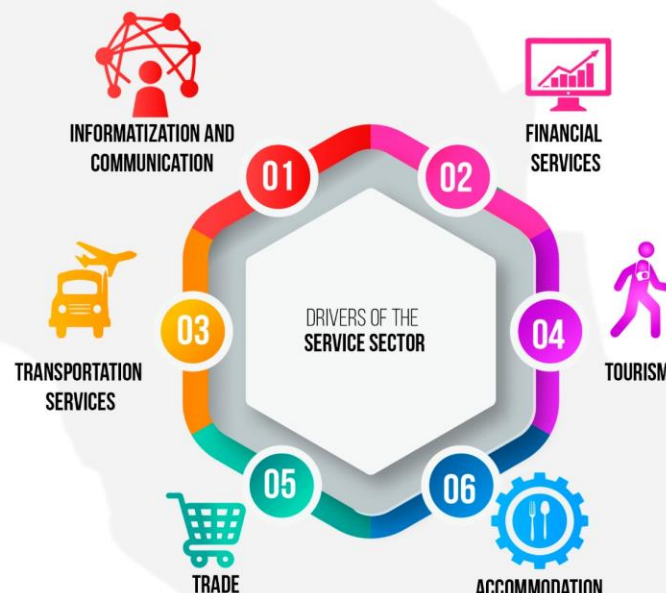 INFORMATIZATION AND
COMMUNICATION
01
02
FINANCIAL
SERVICES
TRANSPORTATION
SERVICES
03
DRIVERS OF THE
SERVICE SECTOR
04
TOURISM
TRADE
05
06
ACCOMMODATION